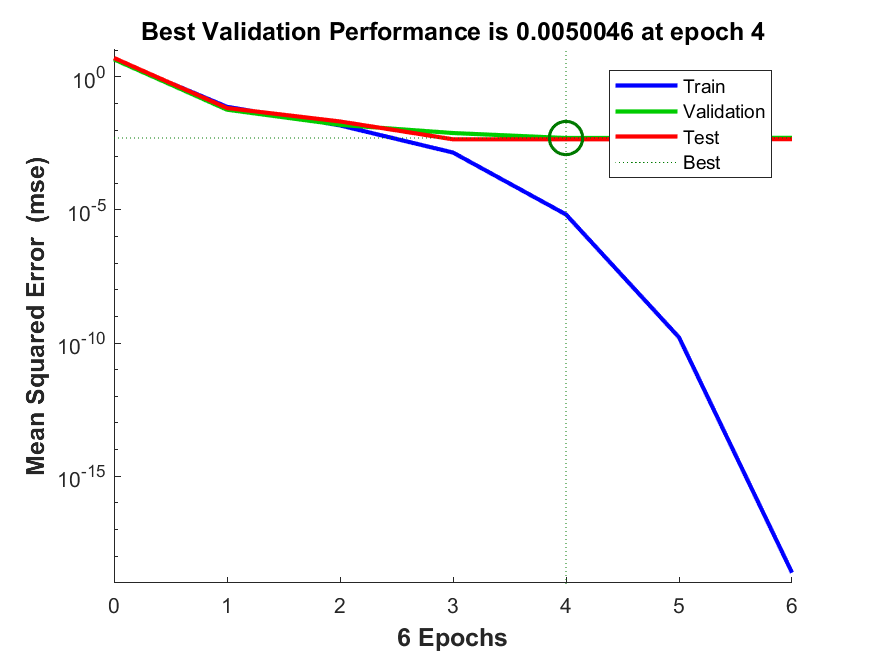 Best Validation Performance is 0.0050046 at epoch 4
Mean Squared Error  (mse)
10^0
10^-5
10^-10
10^-15
Train
Validation
Test
Best
0 1 2 3 4 5 6
6 Epochs